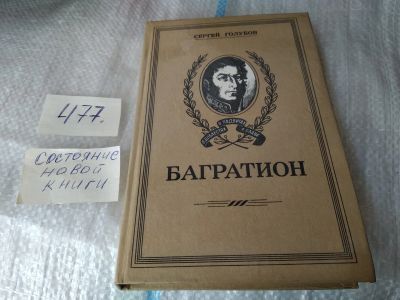 СЕРГЕЙ ГОЛУБОВ
БАГРАТИОН
477.
СОСТОЯНИЕ
НОВОЙ
КНИГИ